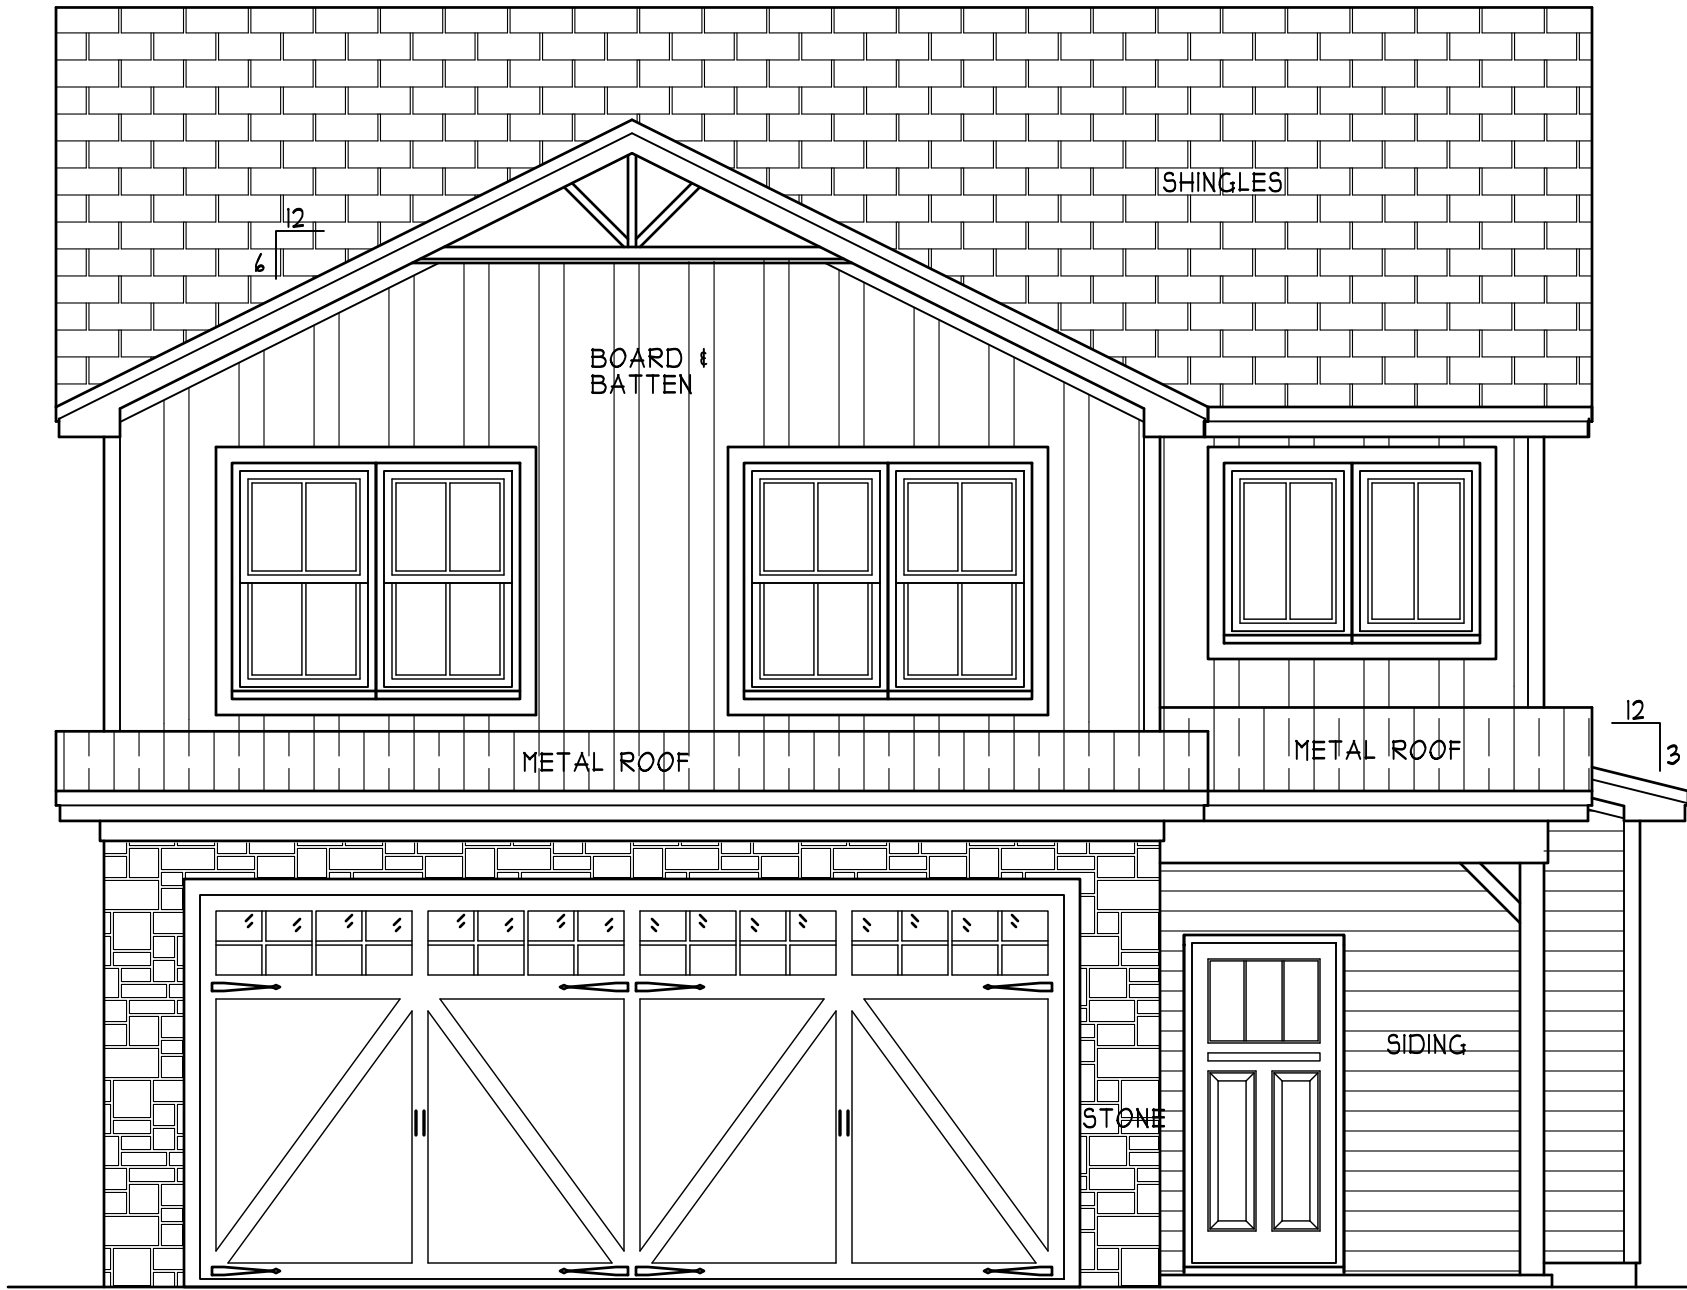 SHINGLES
12
6
BOARD &
BATTEN
12
3
METAL ROOF
METAL ROOF
SIDING
STONE